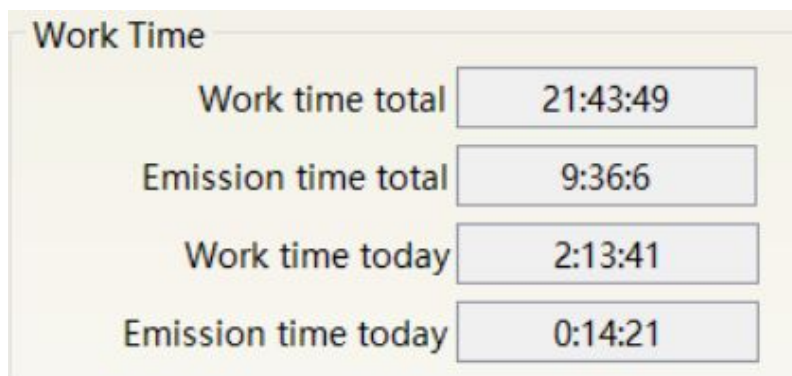 Work Time
Work time total 21:43:49
Emission time total 9:36:6
Work time today 2:13:41
Emission time today 0:14:21